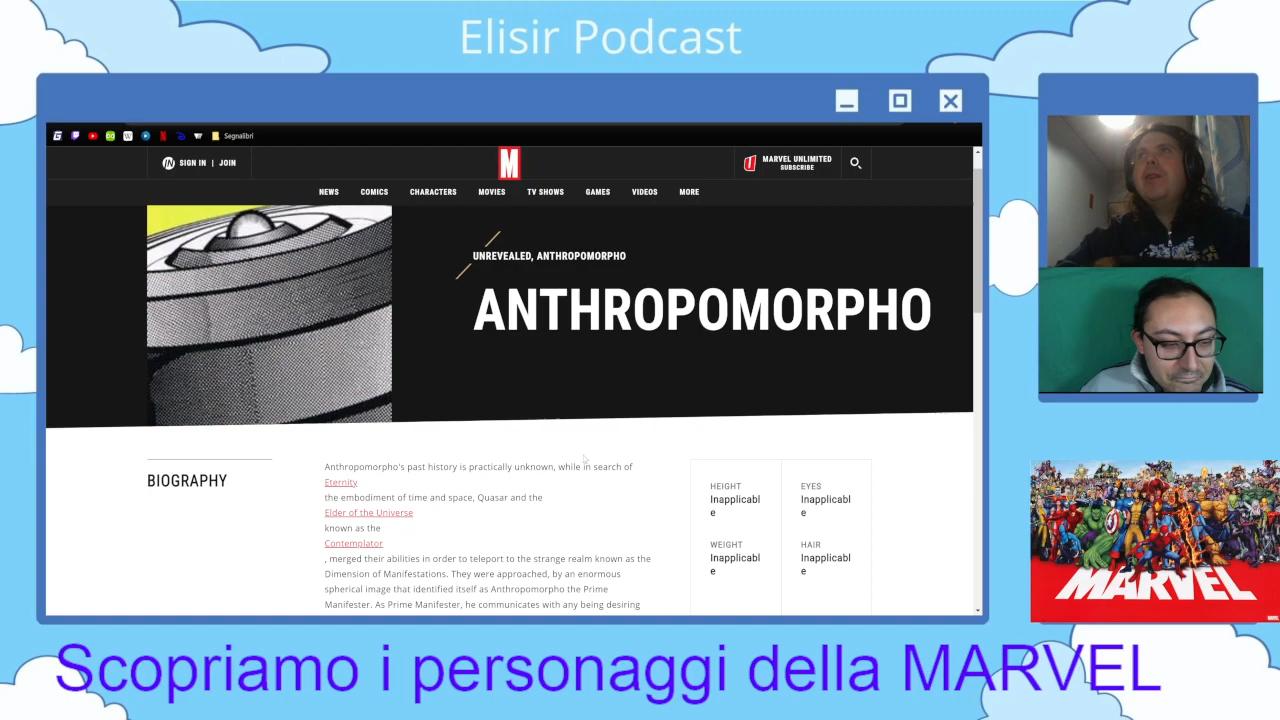 Elisir Podcast
Segnalibri
IN SIGN IN | JOIN
M
MARVEL UNLIMITED
SUBSCRIBE
NEWS COMICS CHARACTERS MOVIES TV SHOWS GAMES VIDEOS MORE
UNREVEALED, ANTHROPOMORPHO
ANTHROPOMORPHO
BIOGRAPHY
Anthropomorpho's past history is practically unknown, while in search of
Eternity
the embodiment of time and space, Quasar and the
Elder of the Universe
known as the
Contemplator
, merged their abilities in order to teleport to the strange realm known as the
Dimension of Manifestations. They were approached, by an enormous
spherical image that identified itself as Anthropomorpho the Prime
Manifester. As Prime Manifester, he communicates with any being desiring
HEIGHT
Inapplicabl
e
EYES
Inapplicabl
e
WEIGHT
Inapplicabl
e
HAIR
Inapplicabl
e
MARVEL
Scopriamo i personaggi della MARVEL